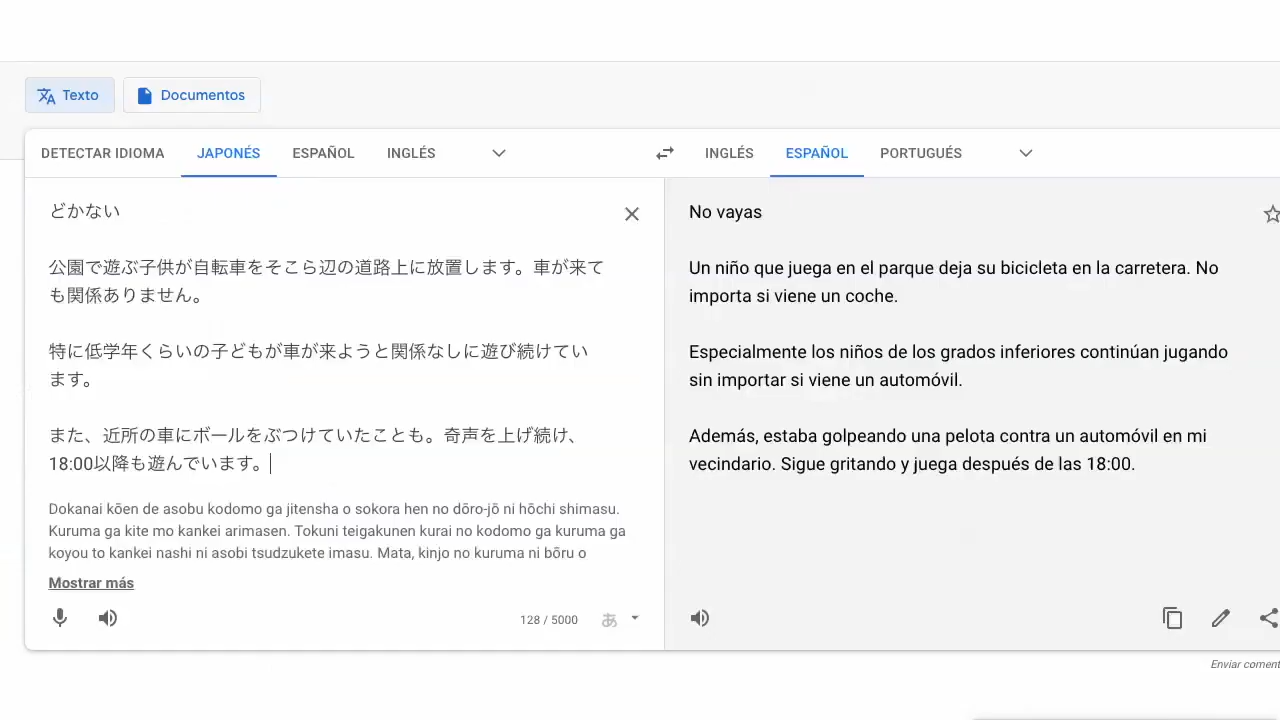 Texto
Documentos
DETECTAR IDIOMA
JAPONÉS
ESPAÑOL
INGLÉS
INGLÉS
ESPAÑOL
PORTUGUÉS
どかない
公園で遊ぶ子供が自転車をそこら辺の道路上に放置します。車が来て
も関係ありません。
特に低学年くらいの子どもが車が来ようと関係なしに遊び続けてい
ます。
また、近所の車にボールをぶつけていたことも。奇声を上げ続け、
18:00以降も遊んでいます。
Dokanai kōen de asobu kodomo ga jitensha o sokora hen no dōro-jō ni hōchi shimasu.
Kuruma ga kite mo kankei arimasen. Tokuni teigakunen kurai no kodomo ga kuruma ga
koyou to kankei nashi ni asobi tsudzukete imasu. Mata, kinjo no kuruma ni bōru o
Mostrar más
128 / 5000
あ
No vayas
Un niño que juega en el parque deja su bicicleta en la carretera. No
importa si viene un coche.
Especialmente los niños de los grados inferiores continúan jugando
sin importar si viene un automóvil.
Además, estaba golpeando una pelota contra un automóvil en mi
vecindario. Sigue gritando y juega después de las 18:00.
Enviar coment